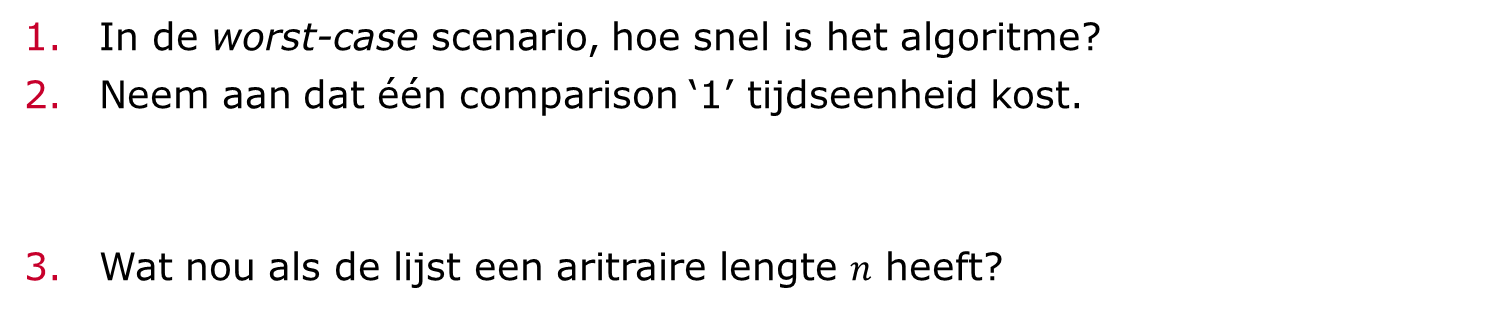 1. In de worst-case scenario, hoe snel is het algoritme?
2. Neem aan dat één comparison ‘1’ tijdseenheid kost.
3. Wat nou als de lijst een aritraire lengte n heeft?